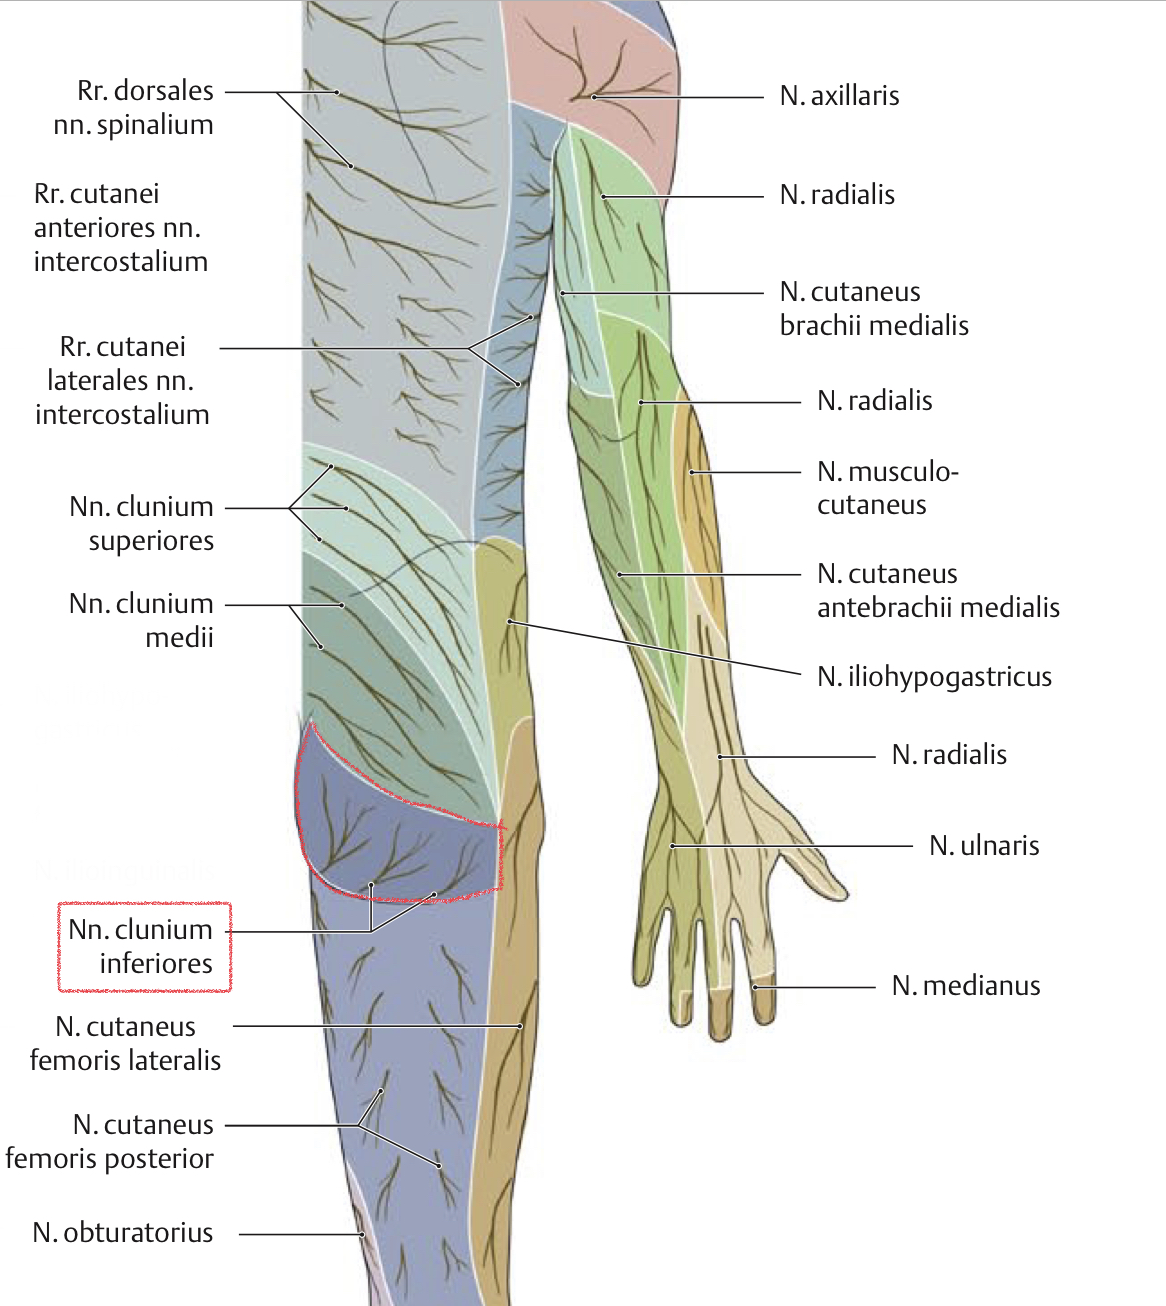 Rr. dorsales
nn. spinalium
Rr. cutanei
anteriores nn.
intercostalium
Rr. cutanei
laterales nn.
intercostalium
Nn. clunium
superiores
Nn. clunium
medii
Nn. clunium
inferiores
N. cutaneus
femoris lateralis
N. cutaneus
femoris posterior
N. obturatorius
N. axillaris
N. radialis
N. cutaneus
brachii medialis
N. radialis
N. musculo-
cutaneus
N. cutaneus
antebrachii medialis
N. iliohypogastricus
N. radialis
N. ulnaris
N. medianus